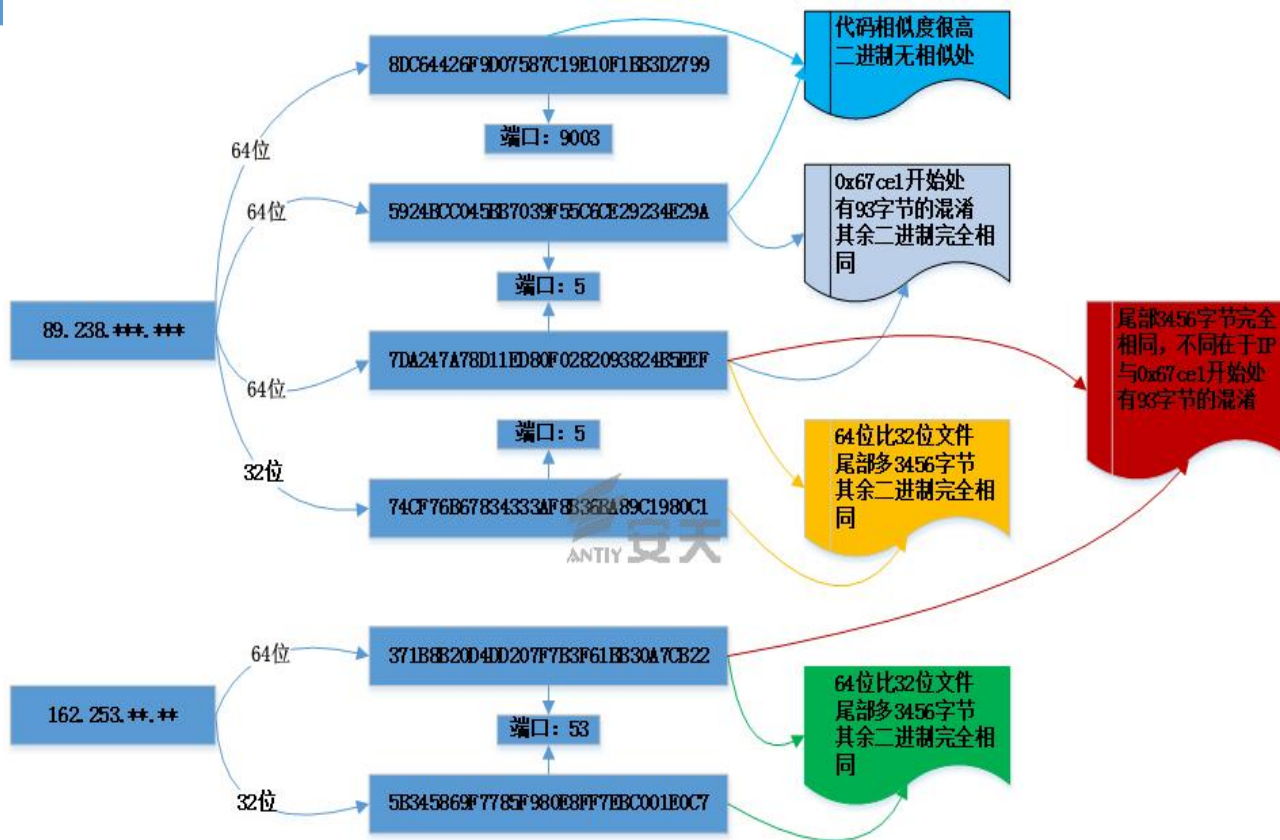 代码相似度很高
二进制无相似处
8DC64426F9D07587C19E10F1BB3D2799
64位
端口: 9003
0x67ce1开始处
有93字节的混淆
其余二进制完全相
同
64位
5924BCC045BB7039F55C6CE29234E29A
端口: 5
89.238.***.***
尾部3456字节完全
相同,不同在于IP
与0x67ce1开始处
有93字节的混淆
7DA247A78D11ED80F0282093824B5EEF
64位
端口: 5
64位比32位文件
尾部多3456字节
其余二进制完全相
同
32位
74CF76B67834333AF8B36BA89C1980C1
ANTIY 安天
64位
371B8B20D4DD207F7B3F61BB30A7CB22
162.253.**.**
端口: 53
64位比32位文件
尾部多3456字节
其余二进制完全相
同
32位
5B345869F7785F980E8FF7EBC001E0C7